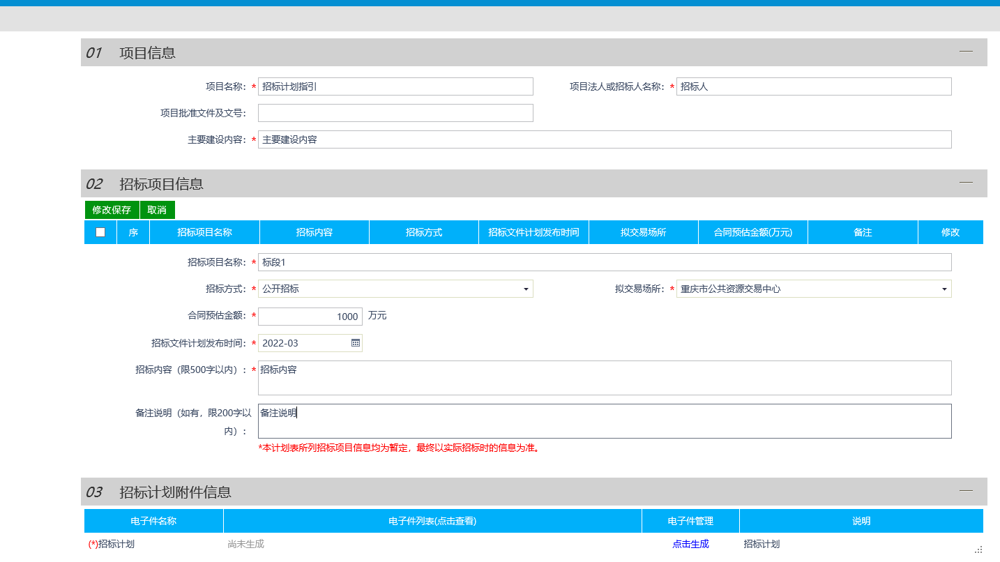 01 项目信息
项目名称：* 招标计划指引 项目法人或招标人名称：* 招标人
项目批准文件及文号：
主要建设内容：* 主要建设内容
02 招标项目信息
修改保存 取消
序 招标项目名称 招标内容 招标方式 招标文件计划发布时间 拟交易场所 合同预估金额(万元) 备注 修改
招标项目名称：* 标段1
招标方式：* 公开招标 拟交易场所：* 重庆市公共资源交易中心
合同预估金额：* 1000 万元
招标文件计划发布时间：* 2022-03
招标内容（限500字以内）：* 招标内容
备注说明（如有，限200字以 备注说明
内）：
*本计划表所列招标项目信息均为暂定，最终以实际招标时的信息为准。
03 招标计划附件信息
电子件名称 电子件列表(点击查看) 电子件管理 说明
(*)招标计划 尚未生成 点击生成 招标计划